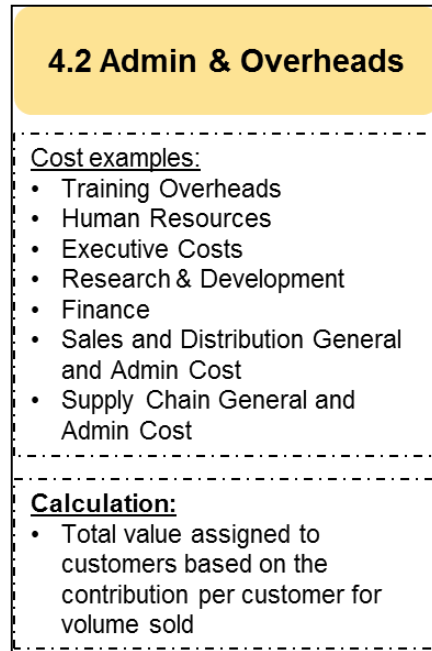 4.2 Admin & Overheads
Cost examples:
• Training Overheads
• Human Resources
• Executive Costs
• Research & Development
• Finance
• Sales and Distribution General
and Admin Cost
• Supply Chain General and
Admin Cost
Calculation:
• Total value assigned to
customers based on the
contribution per customer for
volume sold